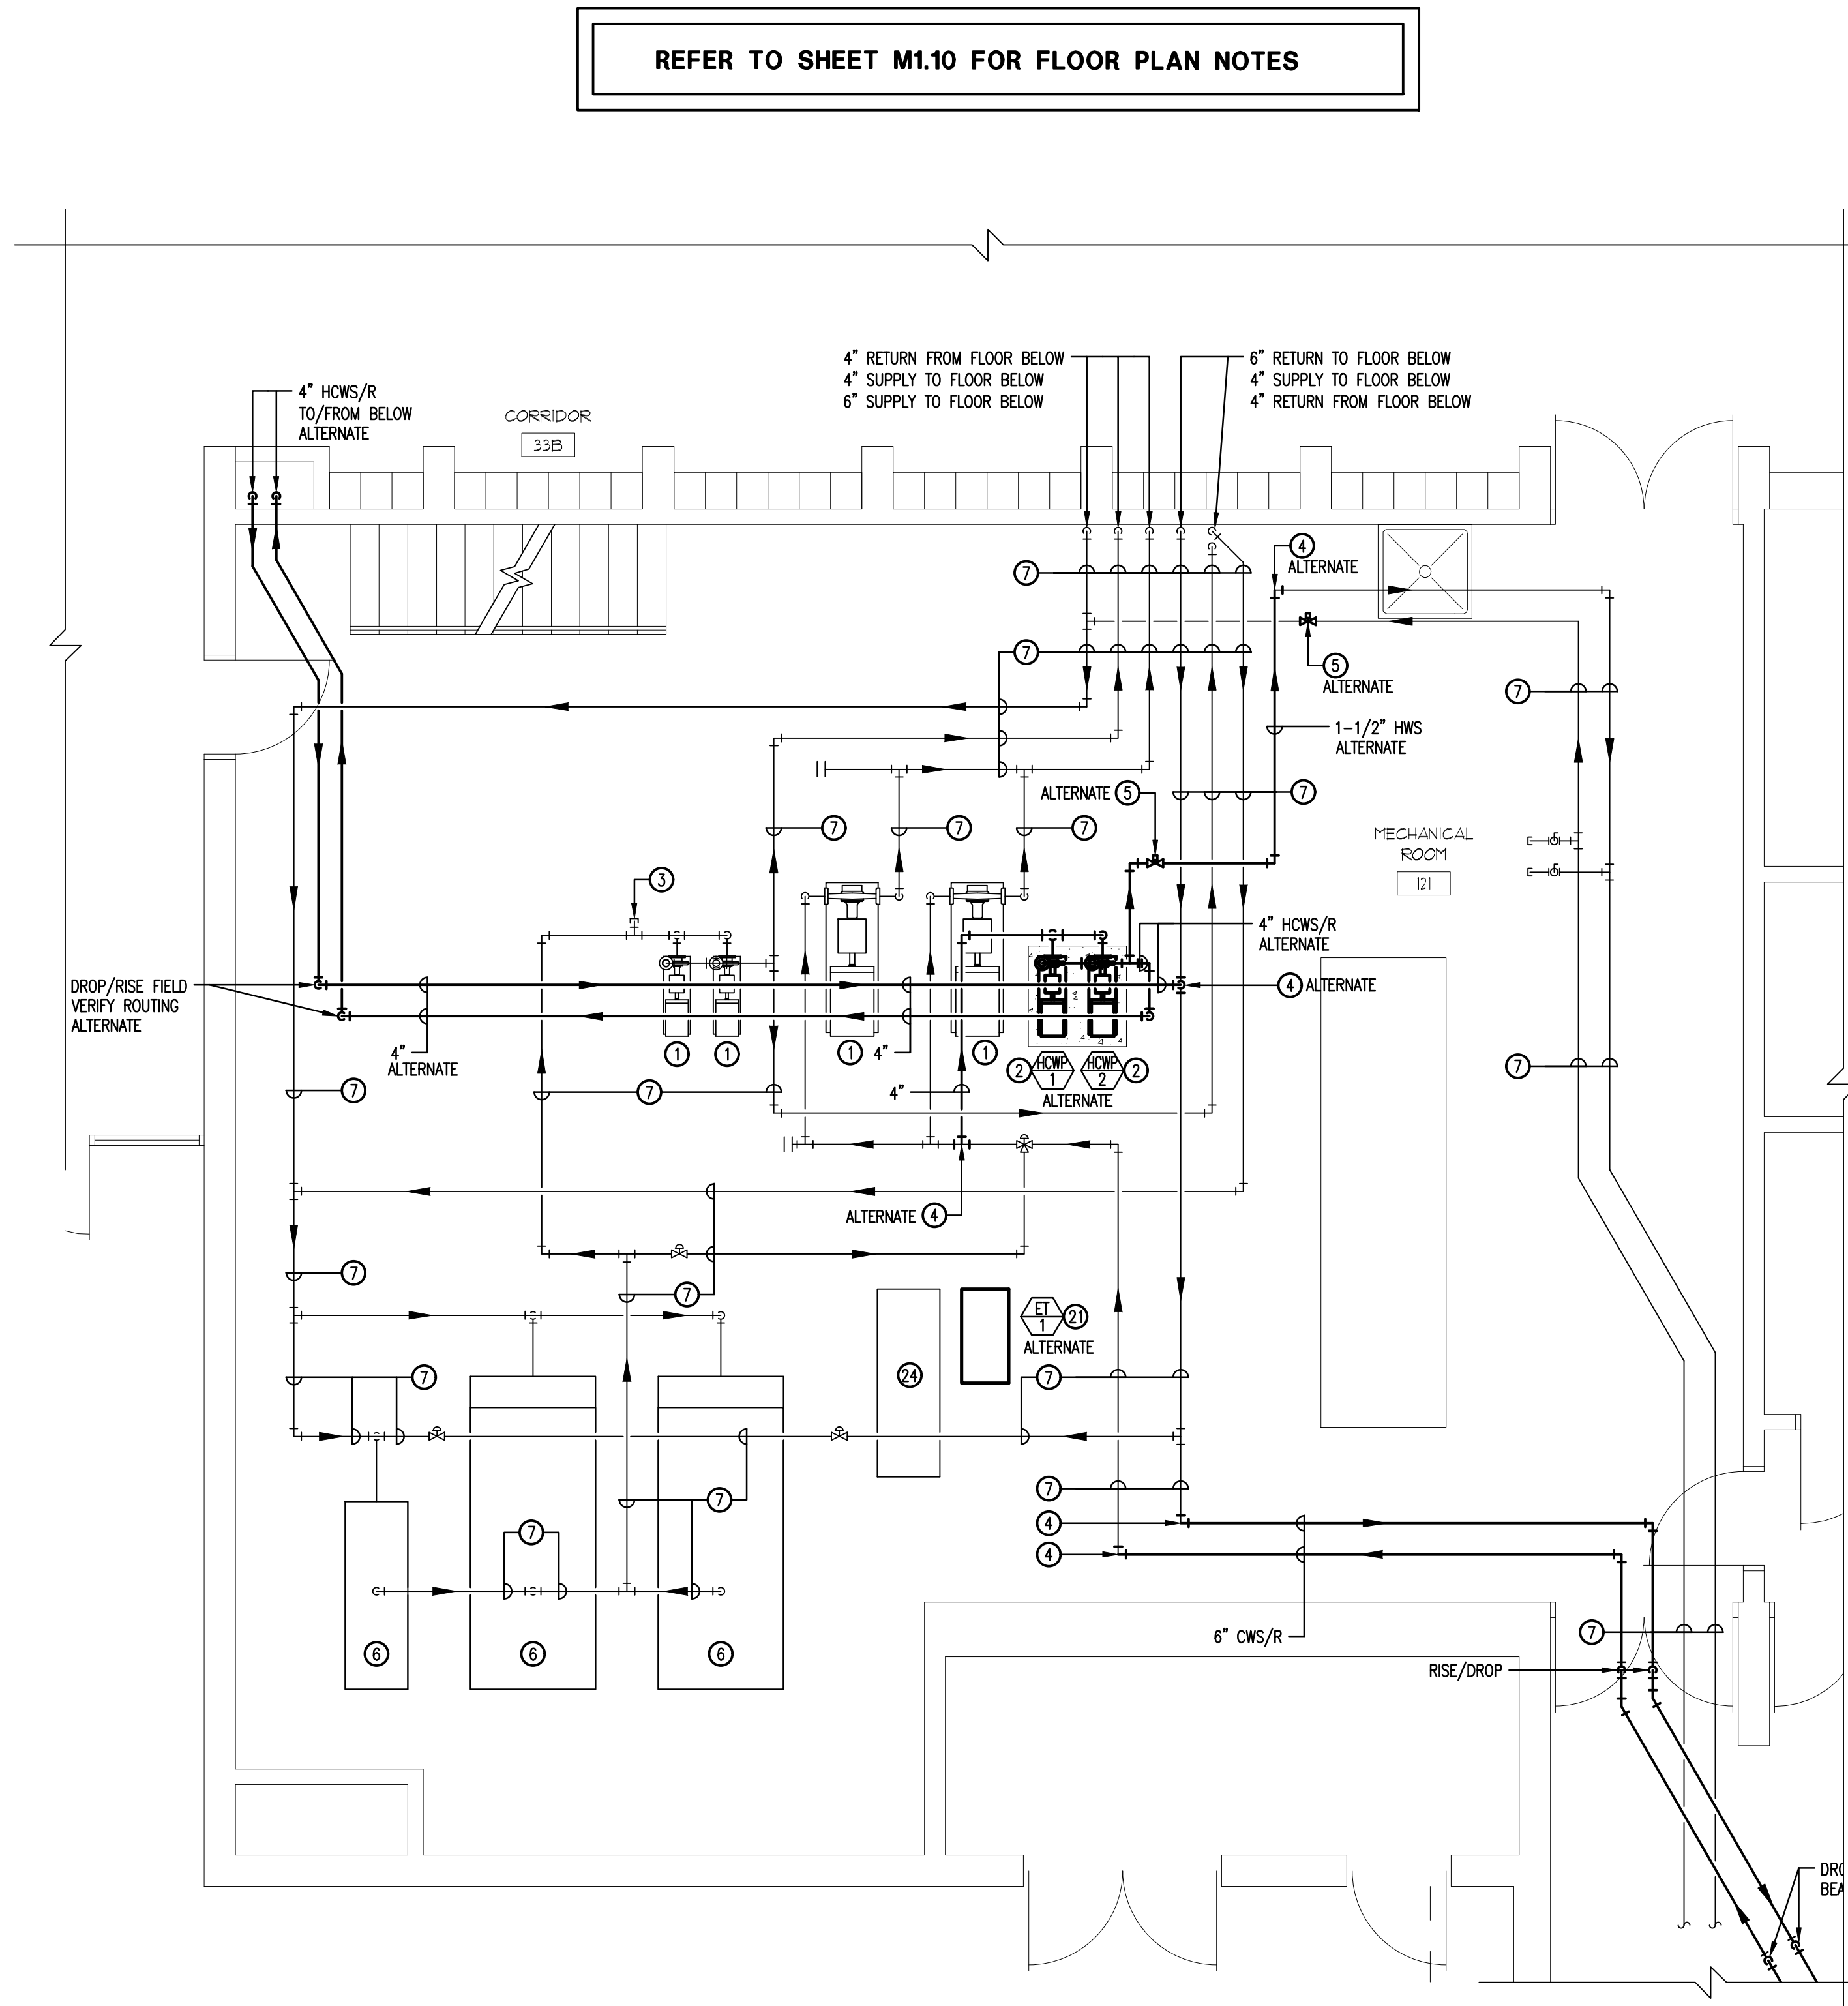 REFER TO SHEET M1.10 FOR FLOOR PLAN NOTES
4" RETURN FROM FLOOR BELOW
4" SUPPLY TO FLOOR BELOW
6" SUPPLY TO FLOOR BELOW
6" RETURN TO FLOOR BELOW
4" SUPPLY TO FLOOR BELOW
4" RETURN FROM FLOOR BELOW
4" HCWS/R
TO/FROM BELOW
ALTERNATE
CORRIDOR
33B
7
4
ALTERNATE
7
5
ALTERNATE
7
1-1/2" HWS
ALTERNATE
ALTERNATE 5
7
7
7
7
MECHANICAL
ROOM
121
3
4" HCWS/R
ALTERNATE
DROP/RISE FIELD
VERIFY ROUTING
ALTERNATE
4 ALTERNATE
4"
ALTERNATE
1
1
1
4"
1
2
HCWP
1
HCWP
2
2
ALTERNATE
7
7
7
4"
ALTERNATE 4
7
7
ET
1
21
ALTERNATE
7
24
7
7
7
7
4
4
6" CWS/R
7
6
6
6
7
RISE/DROP
DRO
BEA